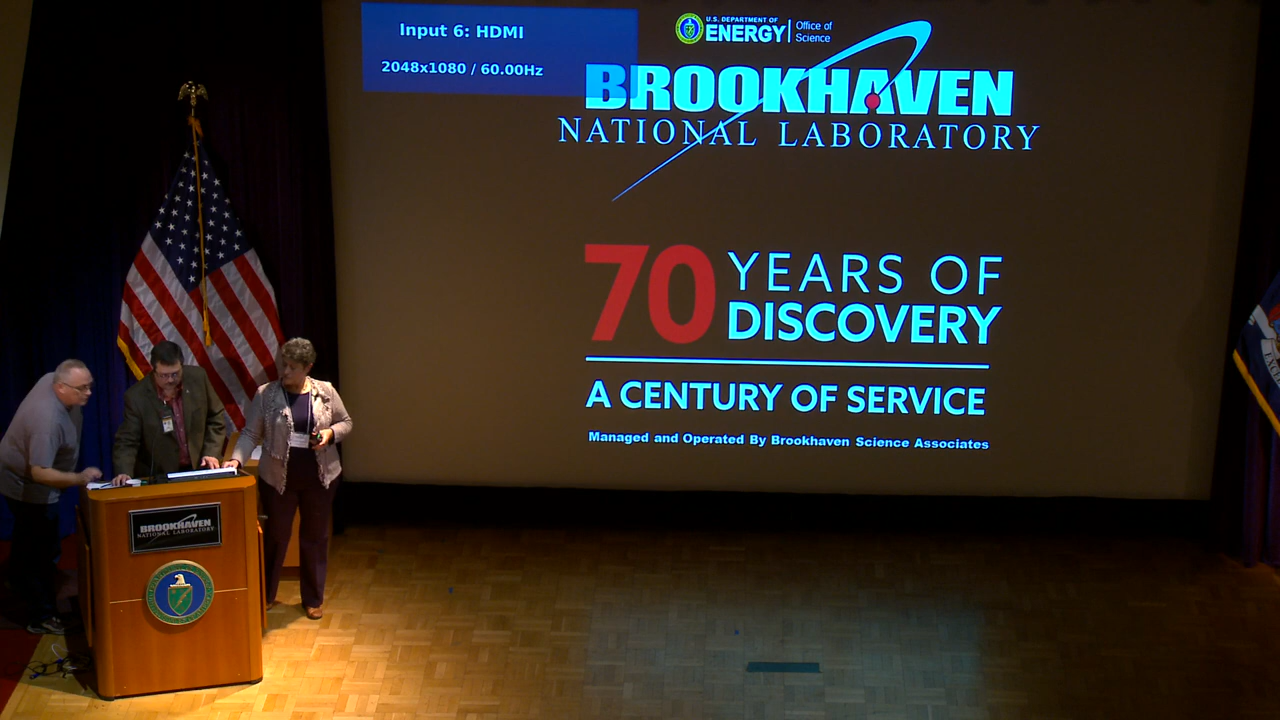 Input 6: HDMI
2048x1080 / 60.00Hz
U.S. DEPARTMENT OF
ENERGY
Office of
Science
BROOKHAVEN
NATIONAL LABORATORY
70 YEARS OF
DISCOVERY
A CENTURY OF SERVICE
Managed and Operated By Brookhaven Science Associates
BROOKHAVEN
NATIONAL LABORATORY